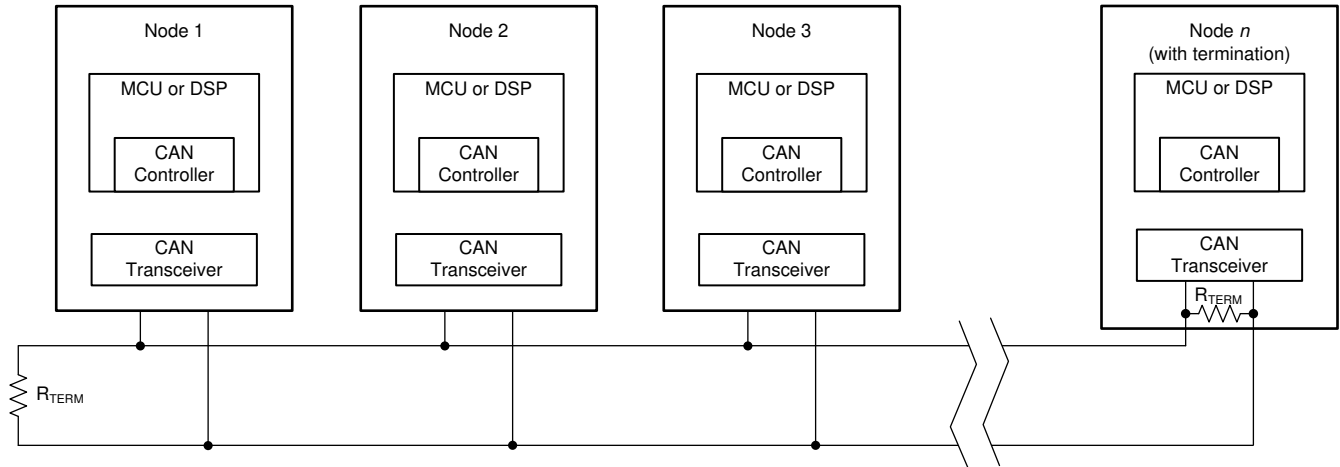 Node 1
MCU or DSP
CAN
Controller
CAN
Transceiver
Node 2
MCU or DSP
CAN
Controller
CAN
Transceiver
Node 3
MCU or DSP
CAN
Controller
CAN
Transceiver
Node n
(with termination)
MCU or DSP
CAN
Controller
CAN
Transceiver
RTERM
RTERM